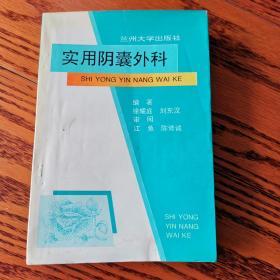 兰州大学出版社
实用阴囊外科
SHI YONG YIN NANG WAI KE
编著
徐耀庭 刘东汉
审阅
江鱼 陈修诚
SHI YONG
YIN NANG
WAI KE